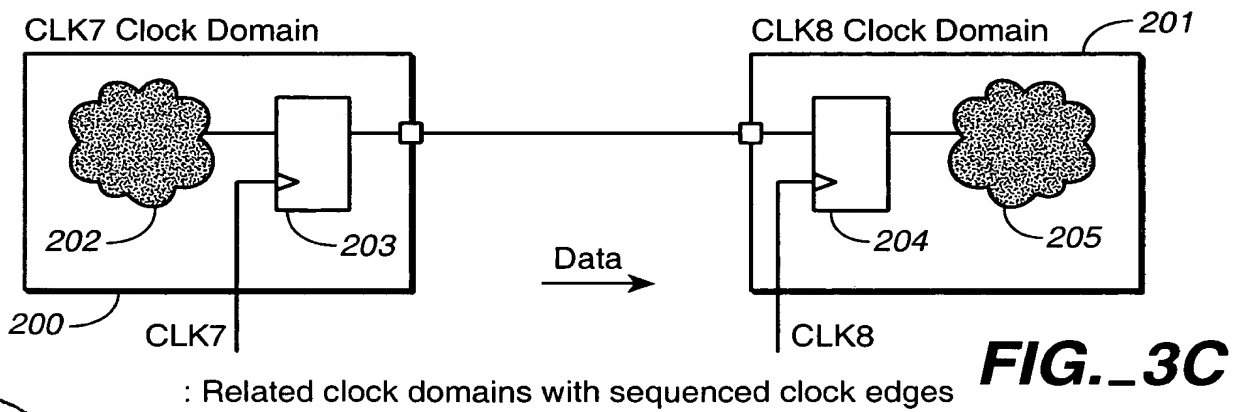 CLK7 Clock Domain
CLK8 Clock Domain
201
202
203
204
205
Data
200
CLK7
CLK8
FIG._3C
: Related clock domains with sequenced clock edges